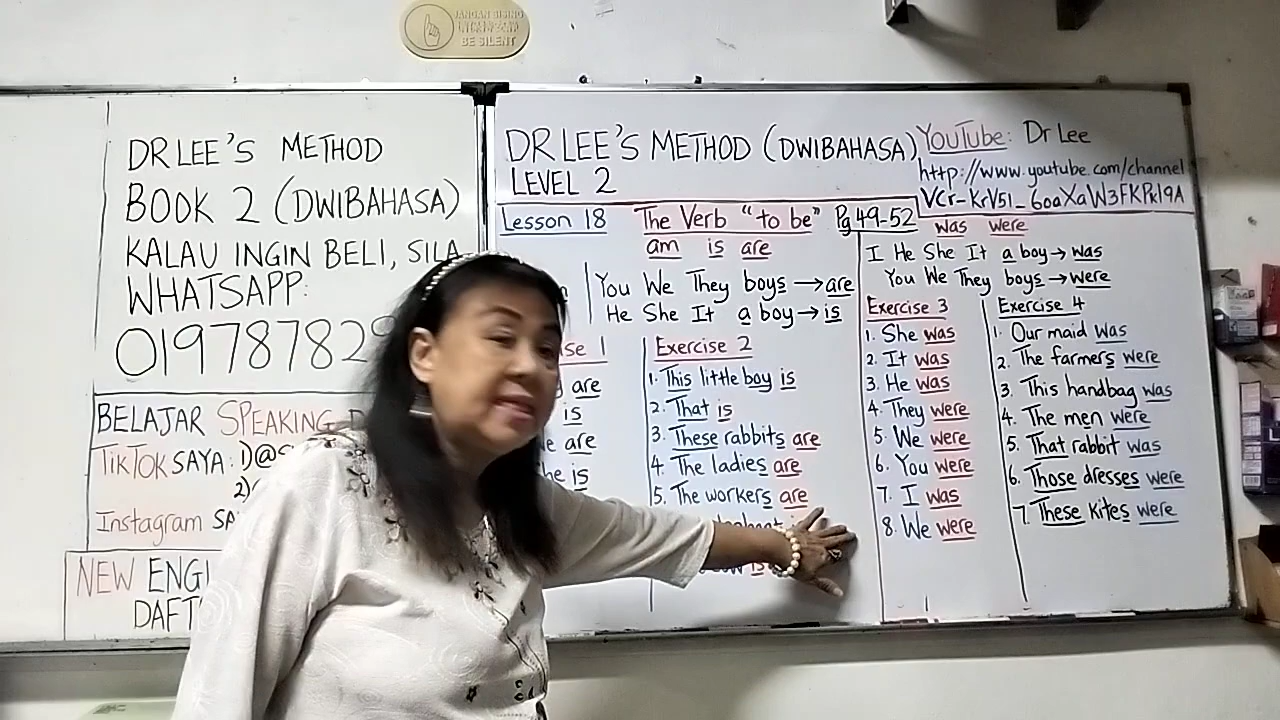 JANGAN BISING
BE SILENT
DR LEE'S METHOD
BOOK 2 (DWIBAHASA)
KALAU INGIN BELI, SILA
WHATSAPP:
01978782
BELAJAR SPEAKING
TIKTOK SAYA: 1)@
2)
Instagram SA
NEW ENG
DAFT
DR LEE'S METHOD (DWIBAHASA)
LEVEL 2
YouTube: Dr Lee
http://www.youtube.com/channel
VCr-KrV51_6oaXaW3FKPk19A
Lesson 18 The Verb "to be" Pg 49-52
am is are
You We They boys → are
He She It a boy → is
was were
I He She It a boy → was
You We They boys → were
se 1
are
is
e are
he is
Exercise 2
1. This little boy is
2. That is
3. These rabbits are
4. The ladies are
5. The workers are
is
Exercise 3
1. She was
2. It was
3. He was
4. They were
5. We were
6. You were
7. I was
8. We were
Exercise 4
1. Our maid was
2. The farmers were
3. This handbag was
4. The men were
5. That rabbit was
6. Those dresses were
7. These kites were